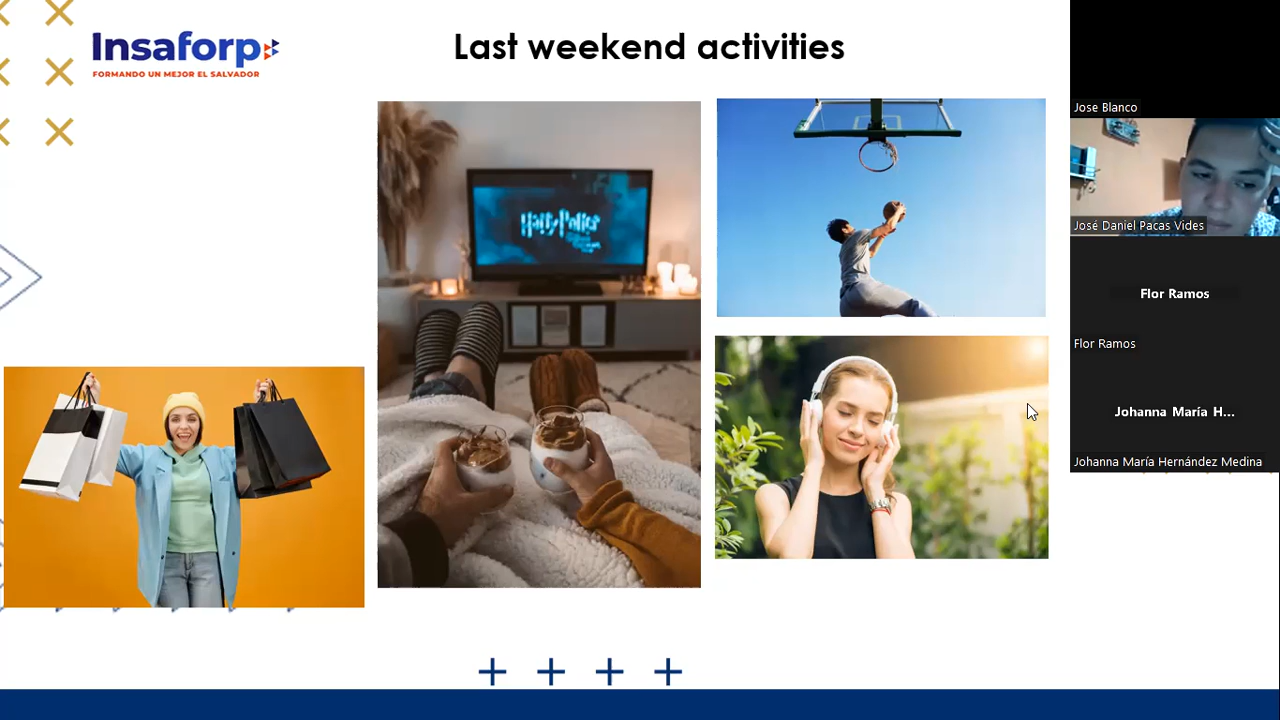 Insaforp
FORMANDO UN MEJOR EL SALVADOR
Last weekend activities
Harry Potter
Jose Blanco
José Daniel Pacas Vides
Flor Ramos
Flor Ramos
Johanna María H...
Johanna María Hernández Medina